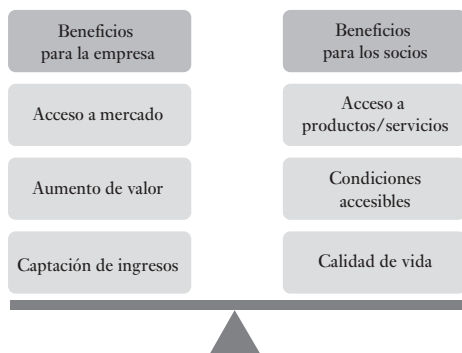 Beneficios
para la empresa
Acceso a mercado
Aumento de valor
Captación de ingresos
Beneficios
para los socios
Acceso a
productos/servicios
Condiciones
accesibles
Calidad de vida